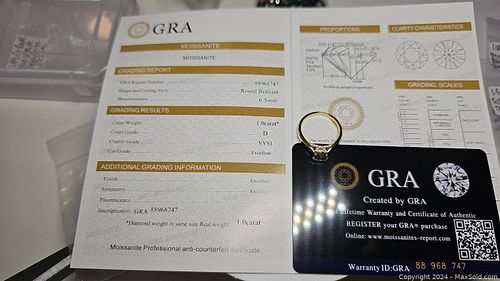 GRA
MOISSANITE
MOISSANITE
GRADING REPORT
GRA Report Number 88968747
Shape and Cutting Style Round Brilliant
Measurements 6.5mm
GRADING RESULTS
Carat Weight 1.0carat*
Color Grade D
Clarity Grade VVS1
Cut Grade Excellent
ADDITIONAL GRADING INFORMATION
Polish Excellent
Symmetry Excellent
Fluorescence
Inscription(s) GRA 88968747
*Diamond weight in same size Real weight 1.0carat
Moissanite Professional anti-counterfeit certificate
PROPORTIONS
Profile to actual proportions
CLARITY CHARACTERISTICS
GRADING SCALES
GRA
Created by GRA
Lifetime Warranty and Certificate of Authentic
REGISTER your GRA® purchase
Online: www.moissanites-report.com
Warranty ID:GRA 88 968 747
Copyright 2024 - MaxSold.com